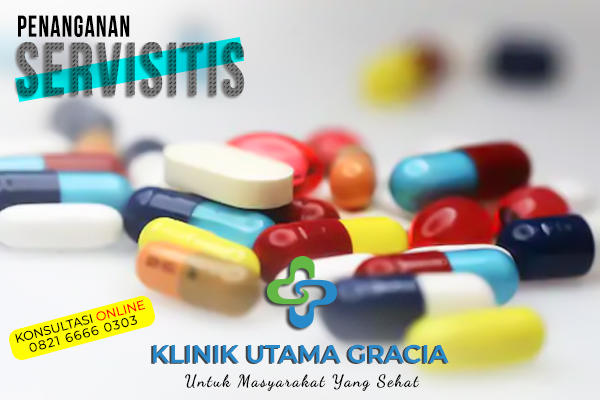 PENANGANAN
SERVISITIS
KONSULTASI ONLINE
0821 6666 0303
KLINIK UTAMA GRACIA
Untuk Masyarakat Yang Sehat